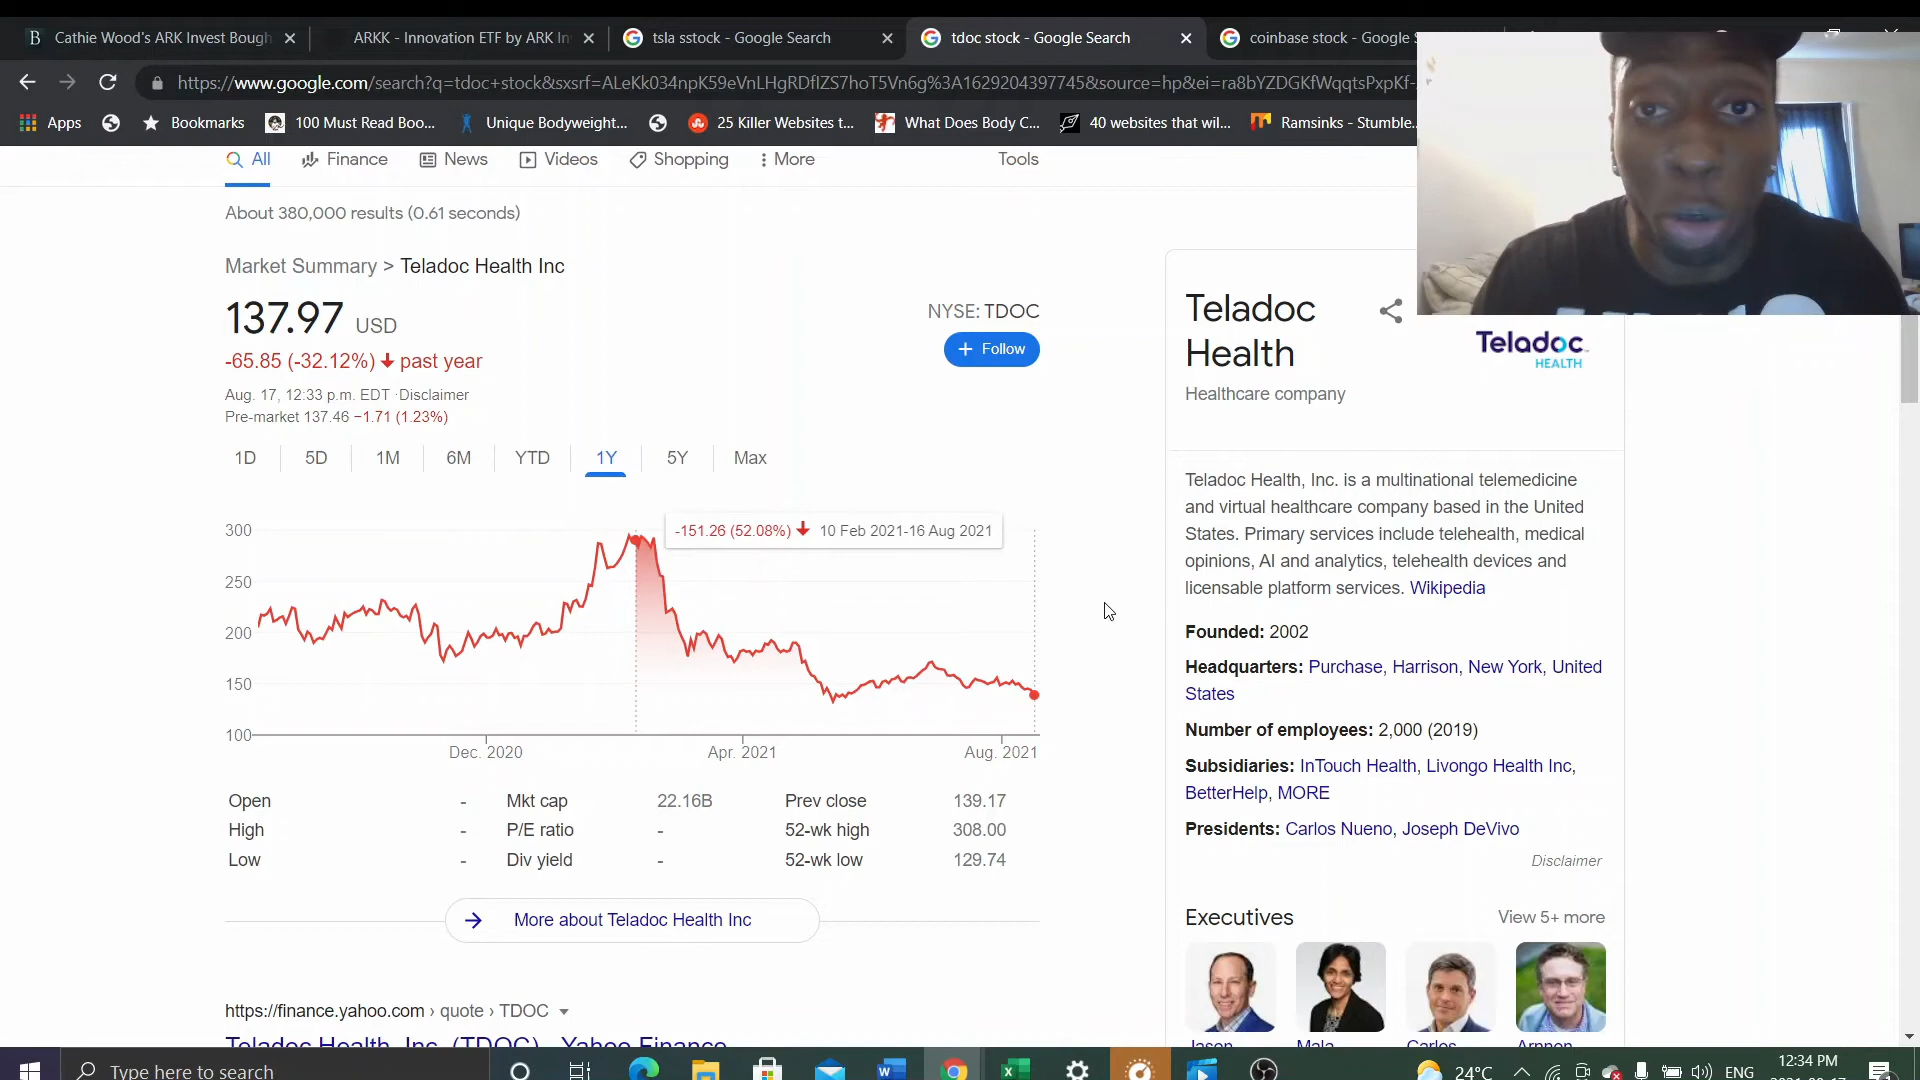 Cathie Wood's ARK Invest Bough
ARKK - Innovation ETF by ARK In
tsla sstock - Google Search
tdoc stock - Google Search
coinbase stock - Google S
https://www.google.com/search?q=tdoc+stock&sxsrf=ALeKk034npK59eVnLHgRDfIZS7hoT5Vn6g%3A1629204397745&source=hp&ei=ra8bYZDGKfWqqtsPxpKf-
Apps
Bookmarks
100 Must Read Boo...
Unique Bodyweight...
25 Killer Websites t...
What Does Body C...
40 websites that wil...
Ramsinks - Stumble...
All
Finance
News
Videos
Shopping
More
Tools
About 380,000 results (0.61 seconds)
Market Summary > Teladoc Health Inc
137.97 USD
-65.85 (-32.12%) past year
Aug. 17, 12:33 p.m. EDT · Disclaimer
Pre-market 137.46 −1.71 (1.23%)
NYSE: TDOC
+ Follow
1D 5D 1M 6M YTD 1Y 5Y Max
-151.26 (52.08%) 10 Feb 2021-16 Aug 2021
300
250
200
150
100
Dec. 2020 Apr. 2021 Aug. 2021
Open - Mkt cap 22.16B Prev close 139.17
High - P/E ratio - 52-wk high 308.00
Low - Div yield - 52-wk low 129.74
More about Teladoc Health Inc
https://finance.yahoo.com › quote › TDOC
Teladoc Health, Inc. (TDOC) - Yahoo Finance
Teladoc
Health
Healthcare company
Teladoc
HEALTH
Teladoc Health, Inc. is a multinational telemedicine
and virtual healthcare company based in the United
States. Primary services include telehealth, medical
opinions, AI and analytics, telehealth devices and
licensable platform services. Wikipedia
Founded: 2002
Headquarters: Purchase, Harrison, New York, United
States
Number of employees: 2,000 (2019)
Subsidiaries: InTouch Health, Livongo Health Inc,
BetterHelp, MORE
Presidents: Carlos Nueno, Joseph DeVivo
Disclaimer
Executives
View 5+ more
Jason
Mala
Carlos
Arnnon
Type here to search
24°C
ENG
12:34 PM